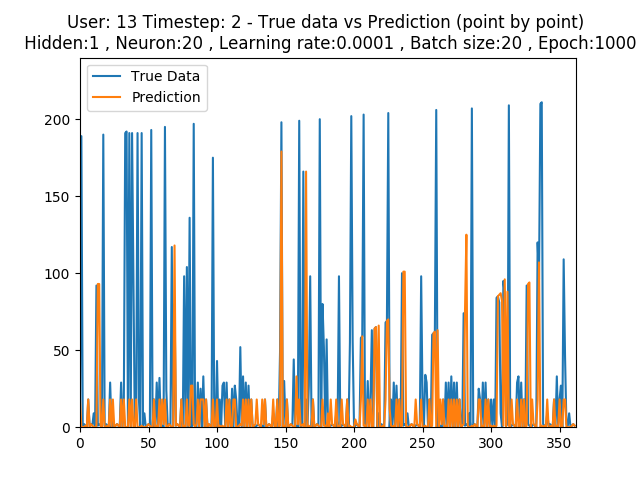 User: 13 Timestep: 2 - True data vs Prediction (point by point)
Hidden:1 , Neuron:20 , Learning rate:0.0001 , Batch size:20 , Epoch:1000
True Data
Prediction
200
150
100
50
0
0 50 100 150 200 250 300 350